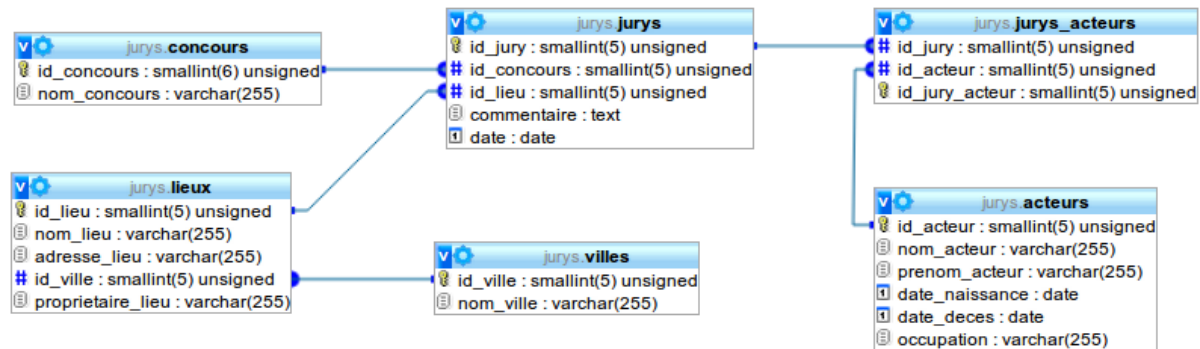 jurys.concours
id_concours : smallint(6) unsigned
nom_concours : varchar(255)
jurys.jurys
id_jury : smallint(5) unsigned
id_concours : smallint(5) unsigned
id_lieu : smallint(5) unsigned
commentaire : text
date : date
jurys.jurys_acteurs
id_jury : smallint(5) unsigned
id_acteur : smallint(5) unsigned
id_jury_acteur : smallint(5) unsigned
jurys.lieux
id_lieu : smallint(5) unsigned
nom_lieu : varchar(255)
adresse_lieu : varchar(255)
id_ville : smallint(5) unsigned
proprietaire_lieu : varchar(255)
jurys.villes
id_ville : smallint(5) unsigned
nom_ville : varchar(255)
jurys.acteurs
id_acteur : smallint(5) unsigned
nom_acteur : varchar(255)
prenom_acteur : varchar(255)
date_naissance : date
date_deces : date
occupation : varchar(255)